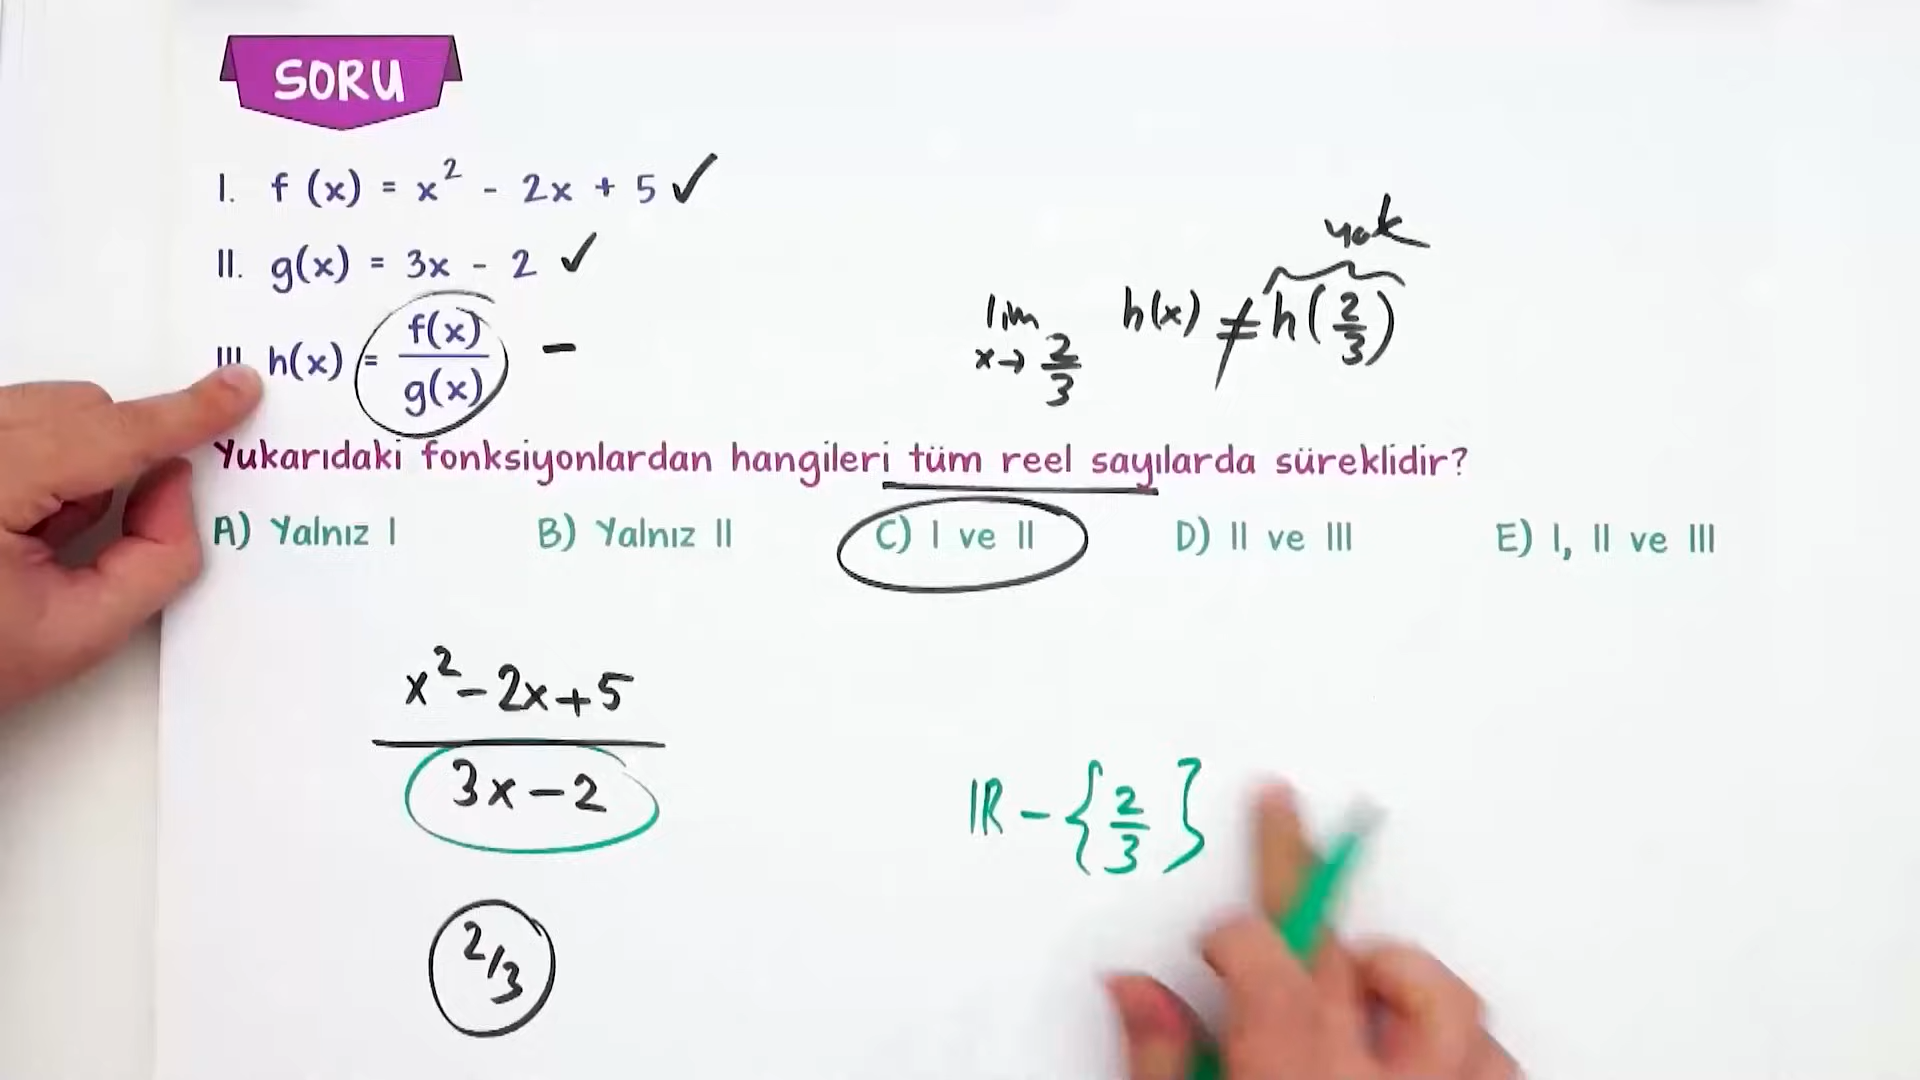 SORU
I. f (x) = x² - 2x + 5 ✓
II. g(x) = 3x - 2 ✓
III. h(x) = f(x) / g(x) -
yok
lim x→2/3 h(x) ≠ h(2/3)
Yukarıdaki fonksiyonlardan hangileri tüm reel sayılarda süreklidir?
A) Yalnız I B) Yalnız II C) I ve II D) II ve III E) I, II ve III
x² - 2x + 5
3x - 2
IR - {2/3}
2/3